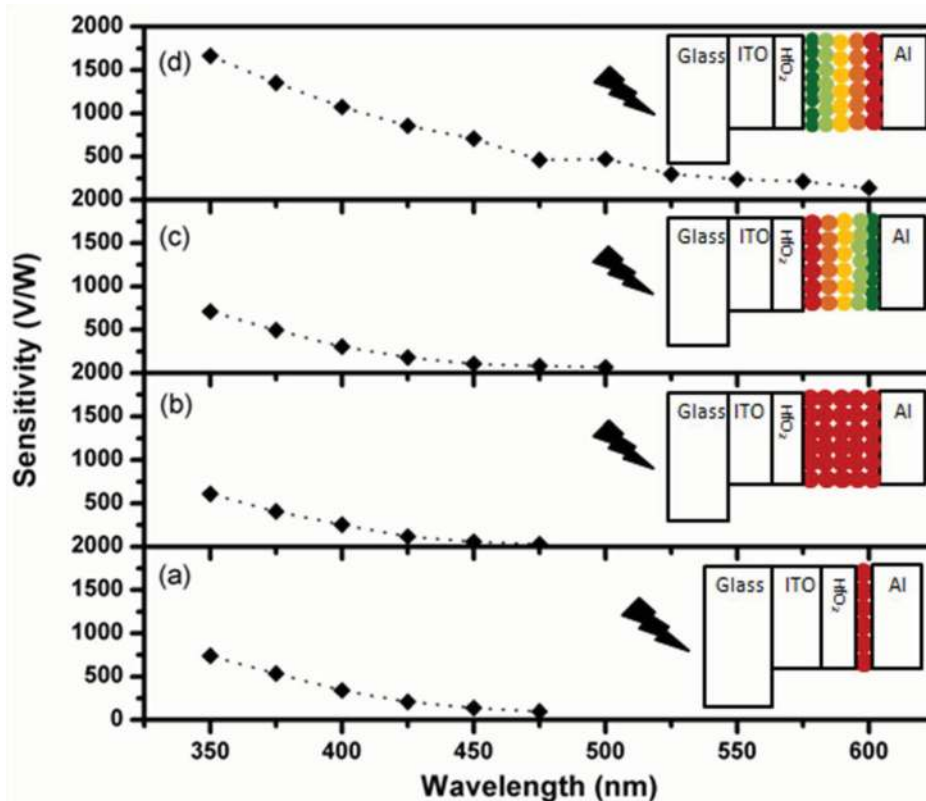 2000
(d)
1500
1000
500
Glass ITO HfO₂ Al
2000
(c)
1500
1000
500
Glass ITO HfO₂ Al
2000
(b)
1500
1000
500
Glass ITO HfO₂ Al
2000
(a)
1500
1000
500
0
Glass ITO HfO₂ Al
350 400 450 500 550 600
Sensitivity (V/W)
Wavelength (nm)